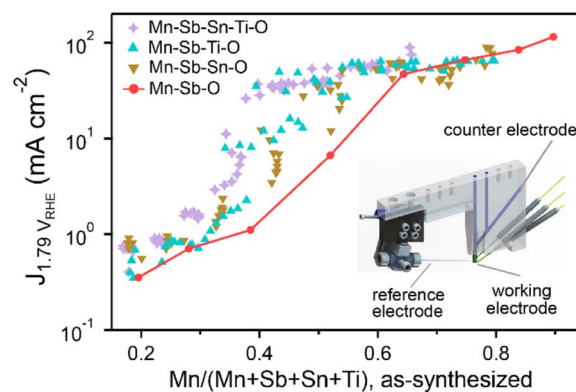 Mn-Sb-Sn-Ti-O
Mn-Sb-Ti-O
Mn-Sb-Sn-O
Mn-Sb-O
J1.79 VRHE (mA cm-2)
10²
10¹
10⁰
10⁻¹
counter electrode
reference
electrode
working
electrode
0.2 0.4 0.6 0.8
Mn/(Mn+Sb+Sn+Ti), as-synthesized